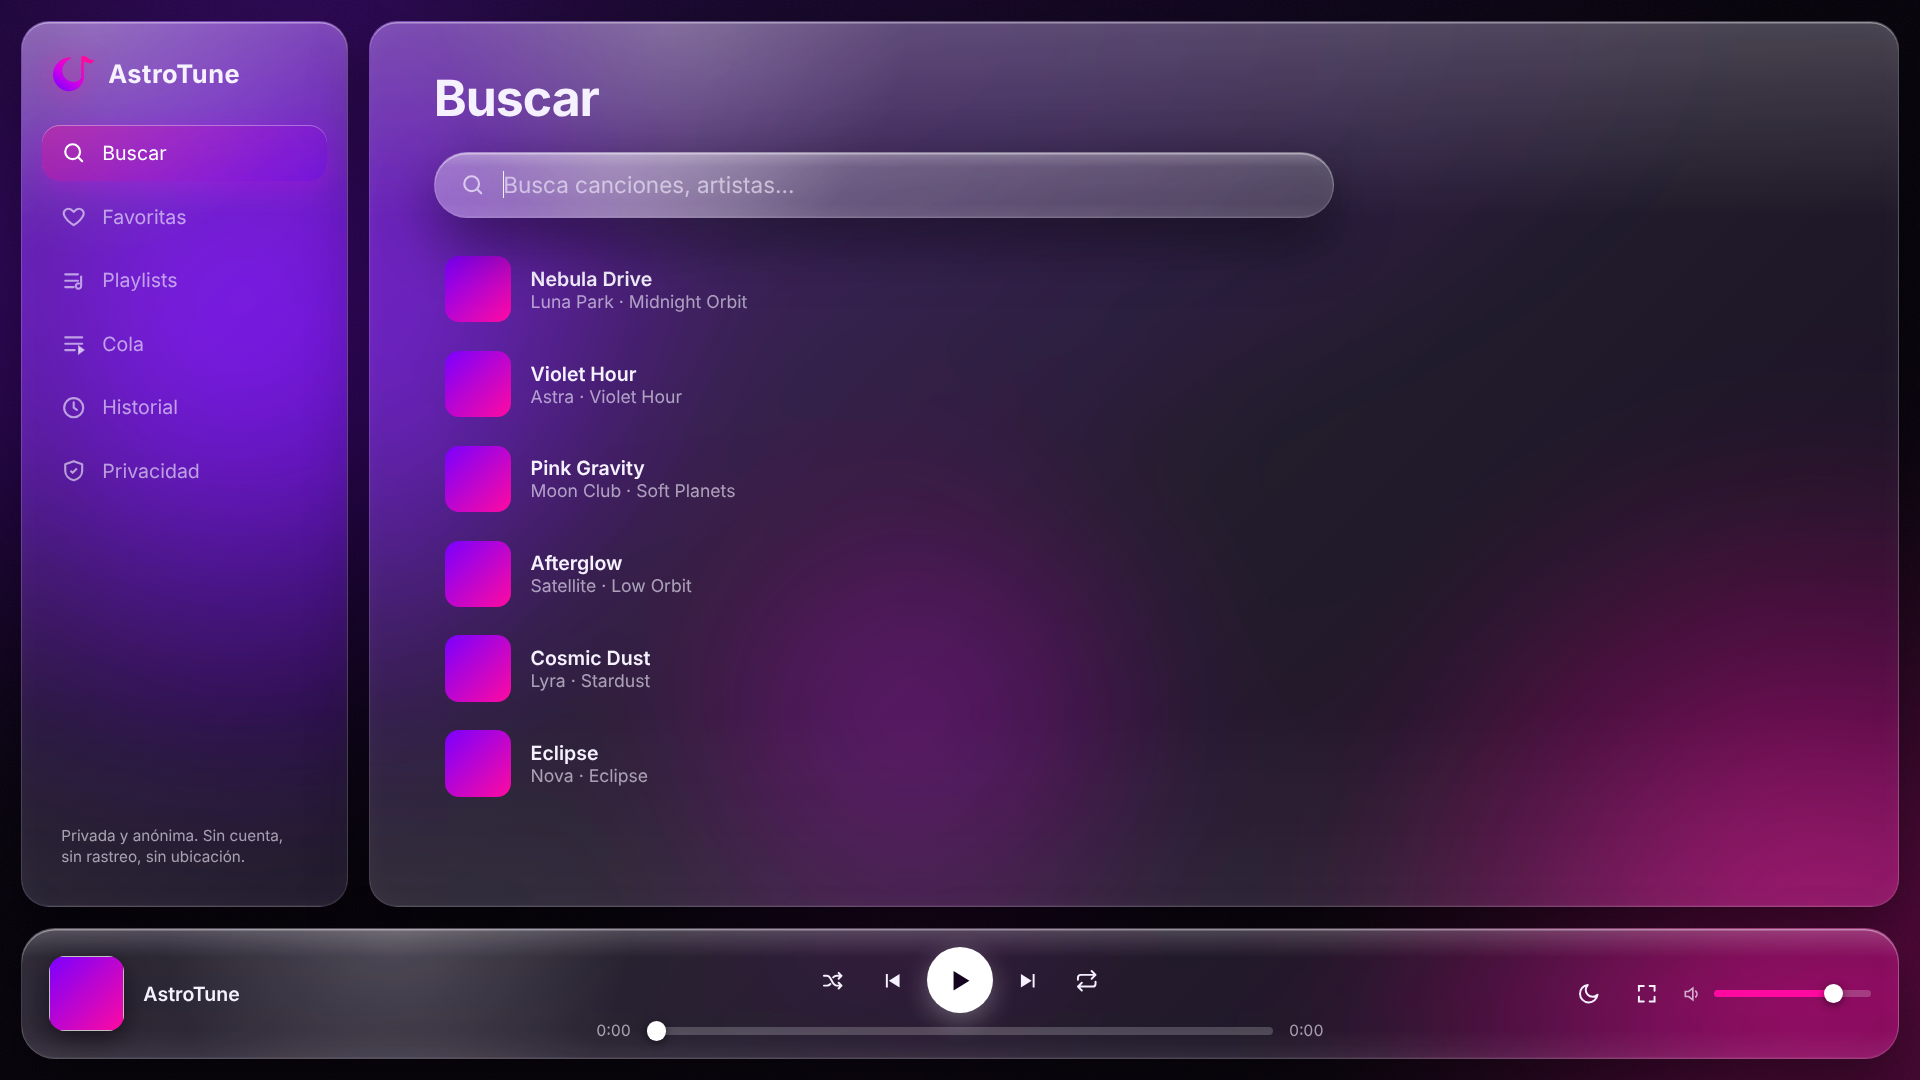 AstroTune
Buscar
Favoritas
Playlists
Cola
Historial
Privacidad
Privada y anónima. Sin cuenta,
sin rastreo, sin ubicación.
Buscar
Busca canciones, artistas...
Nebula Drive
Luna Park · Midnight Orbit
Violet Hour
Astra · Violet Hour
Pink Gravity
Moon Club · Soft Planets
Afterglow
Satellite · Low Orbit
Cosmic Dust
Lyra · Stardust
Eclipse
Nova · Eclipse
AstroTune
0:00
0:00